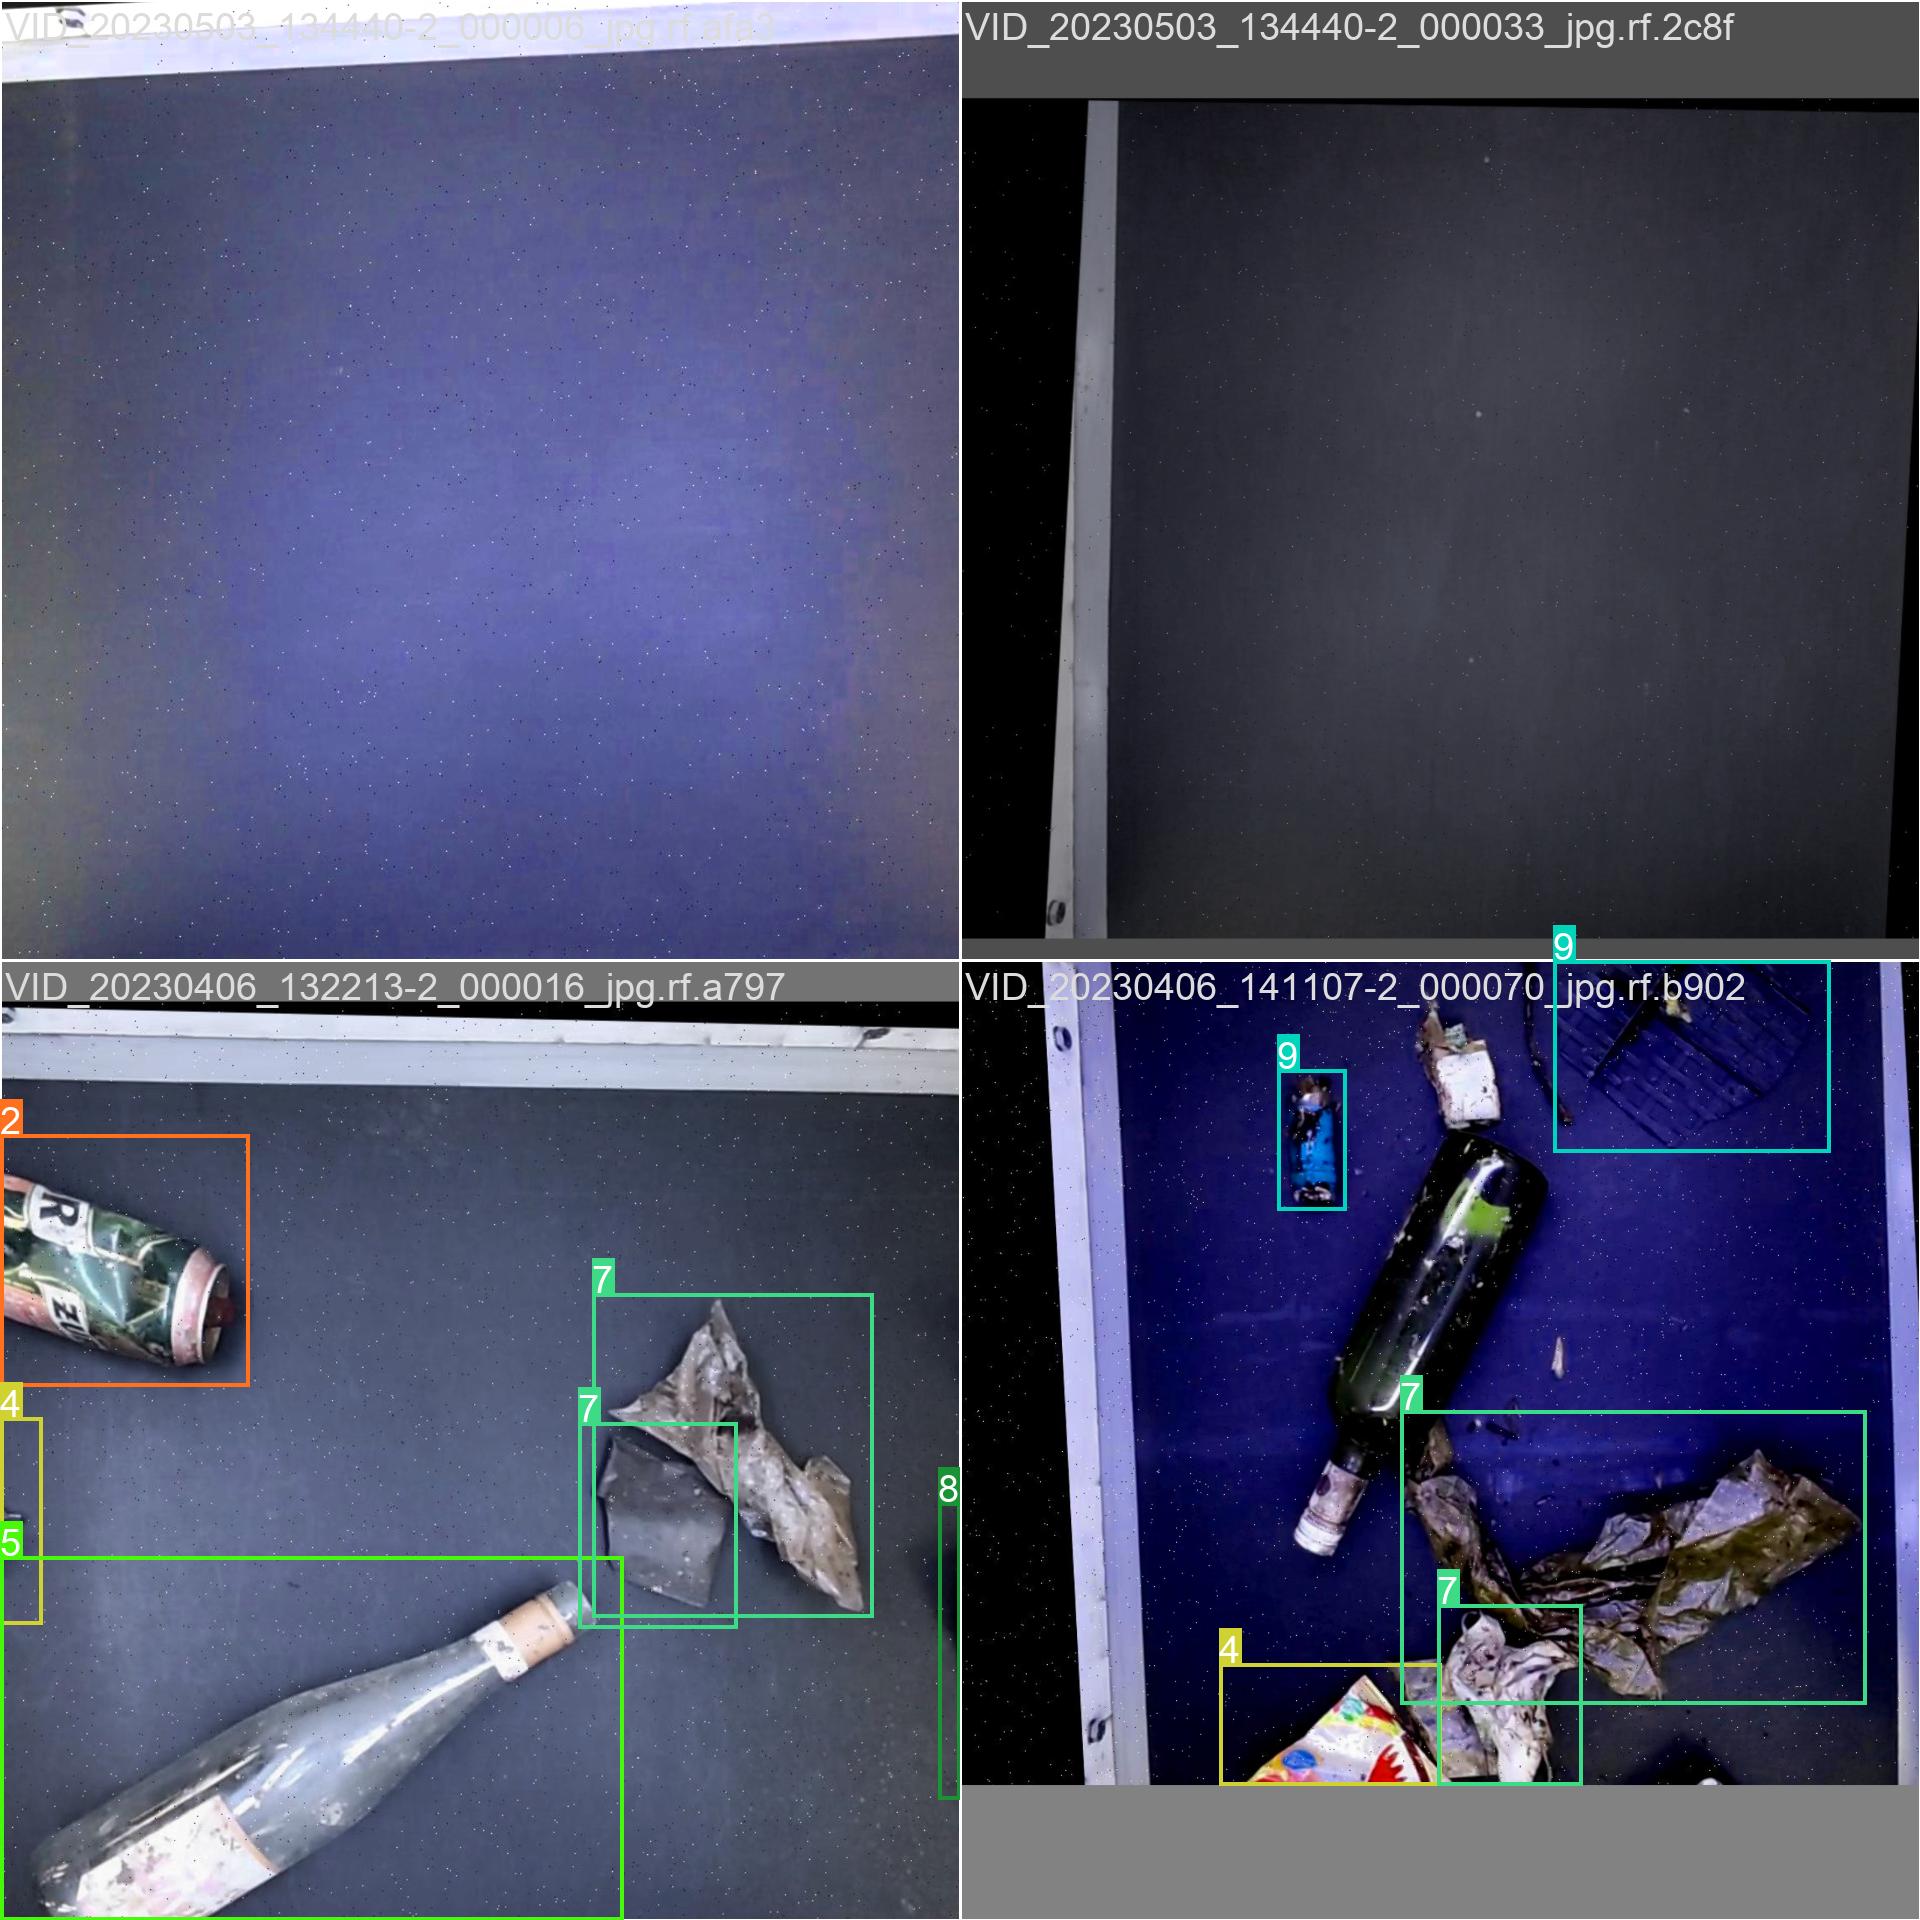 VID_20230503_134440-2_000006_jpg.rf.afa3
VID_20230503_134440-2_000033_jpg.rf.2c8f
9
VID_20230406_132213-2_000016_jpg.rf.a797
VID_20230406_141107-2_000070_jpg.rf.b902
9
2
R
7
4
7
7
8
5
7
4